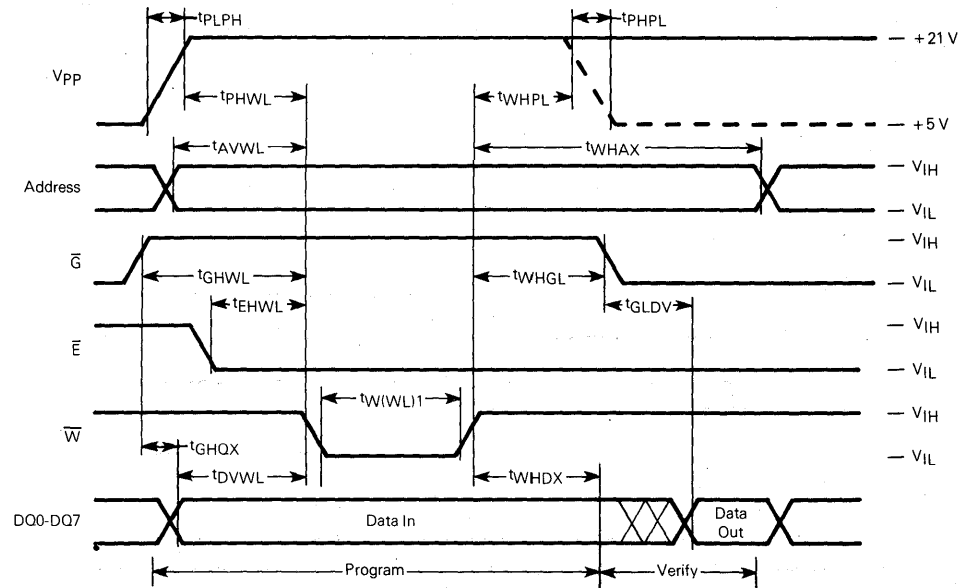 tPLPH
tPHPL
+21 V
VPP
tPHWL
tWHPL
+5 V
tAVWL
tWHAX
VIH
Address
VIL
VIH
G
tGHWL
tWHGL
VIL
tEHWL
tGLDV
VIH
E
VIL
tW(WL)1
VIH
W
tGHQX
VIL
tDVWL
tWHDX
DQ0-DQ7
Data In
Data
Out
Program
Verify